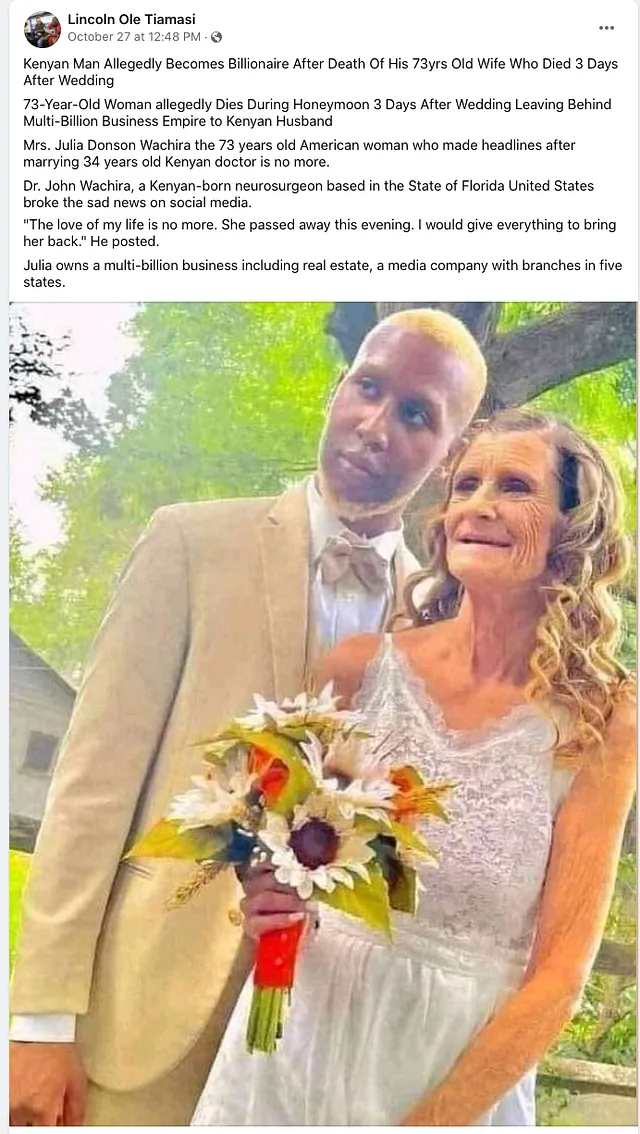 Lincoln Ole Tiamasi
October 27 at 12:48 PM ·
Kenyan Man Allegedly Becomes Billionaire After Death Of His 73yrs Old Wife Who Died 3 Days
After Wedding
73-Year-Old Woman allegedly Dies During Honeymoon 3 Days After Wedding Leaving Behind
Multi-Billion Business Empire to Kenyan Husband
Mrs. Julia Donson Wachira the 73 years old American woman who made headlines after
marrying 34 years old Kenyan doctor is no more.
Dr. John Wachira, a Kenyan-born neurosurgeon based in the State of Florida United States
broke the sad news on social media.
"The love of my life is no more. She passed away this evening. I would give everything to bring
her back." He posted.
Julia owns a multi-billion business including real estate, a media company with branches in five
states.